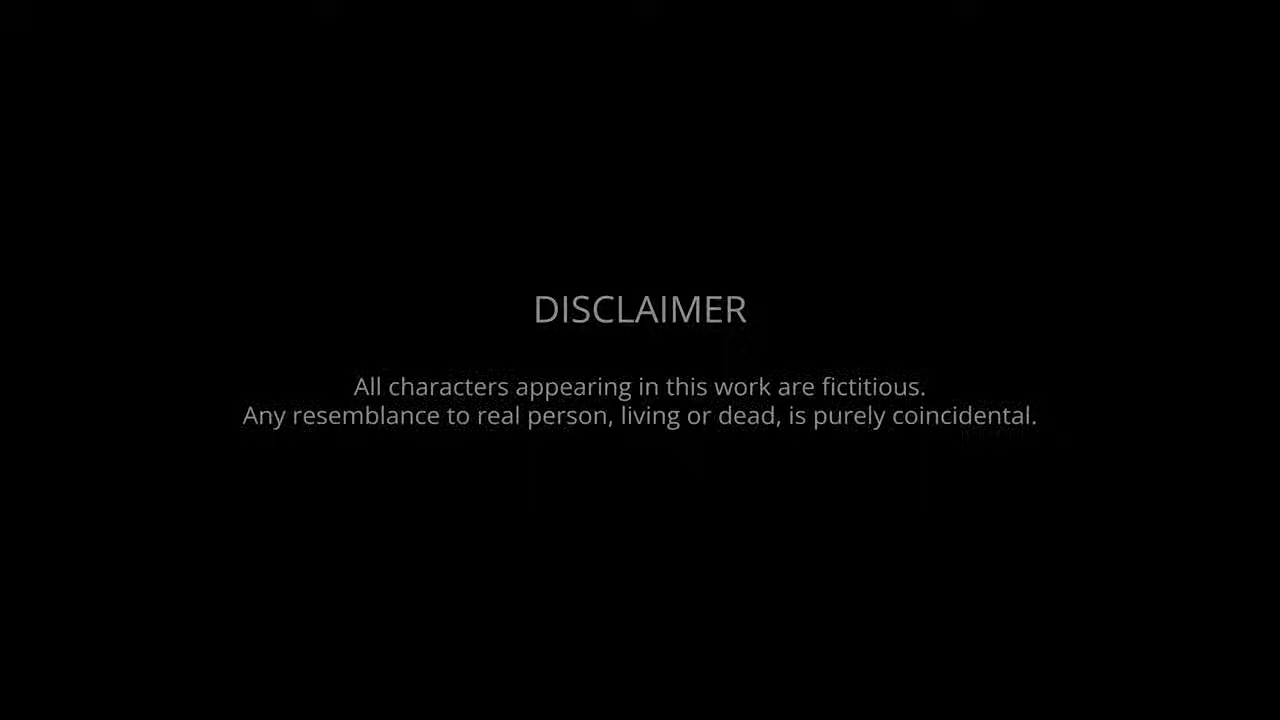 DISCLAIMER
All characters appearing in this work are fictitious.
Any resemblance to real person, living or dead, is purely coincidental.